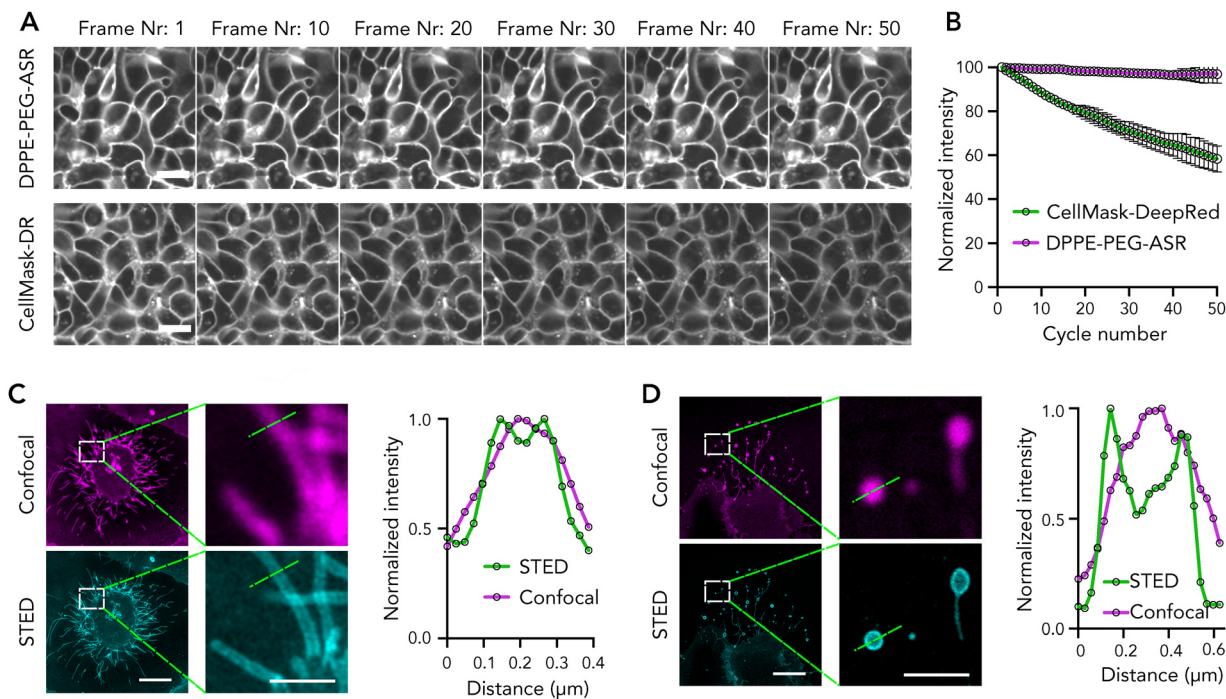 A
Frame Nr: 1
Frame Nr: 10
Frame Nr: 20
Frame Nr: 30
Frame Nr: 40
Frame Nr: 50
DPPE-PEG-ASR
CellMask-DR
B
100
80
60
40
20
0
Normalized intensity
CellMask-DeepRed
DPPE-PEG-ASR
0
10
20
30
40
50
Cycle number
C
Confocal
STED
1.0
0.5
0.0
Normalized intensity
STED
Confocal
0
0.1
0.2
0.3
0.4
Distance (µm)
D
Confocal
STED
1.0
0.5
0.0
Normalized intensity
STED
Confocal
0
0.2
0.4
0.6
Distance (µm)